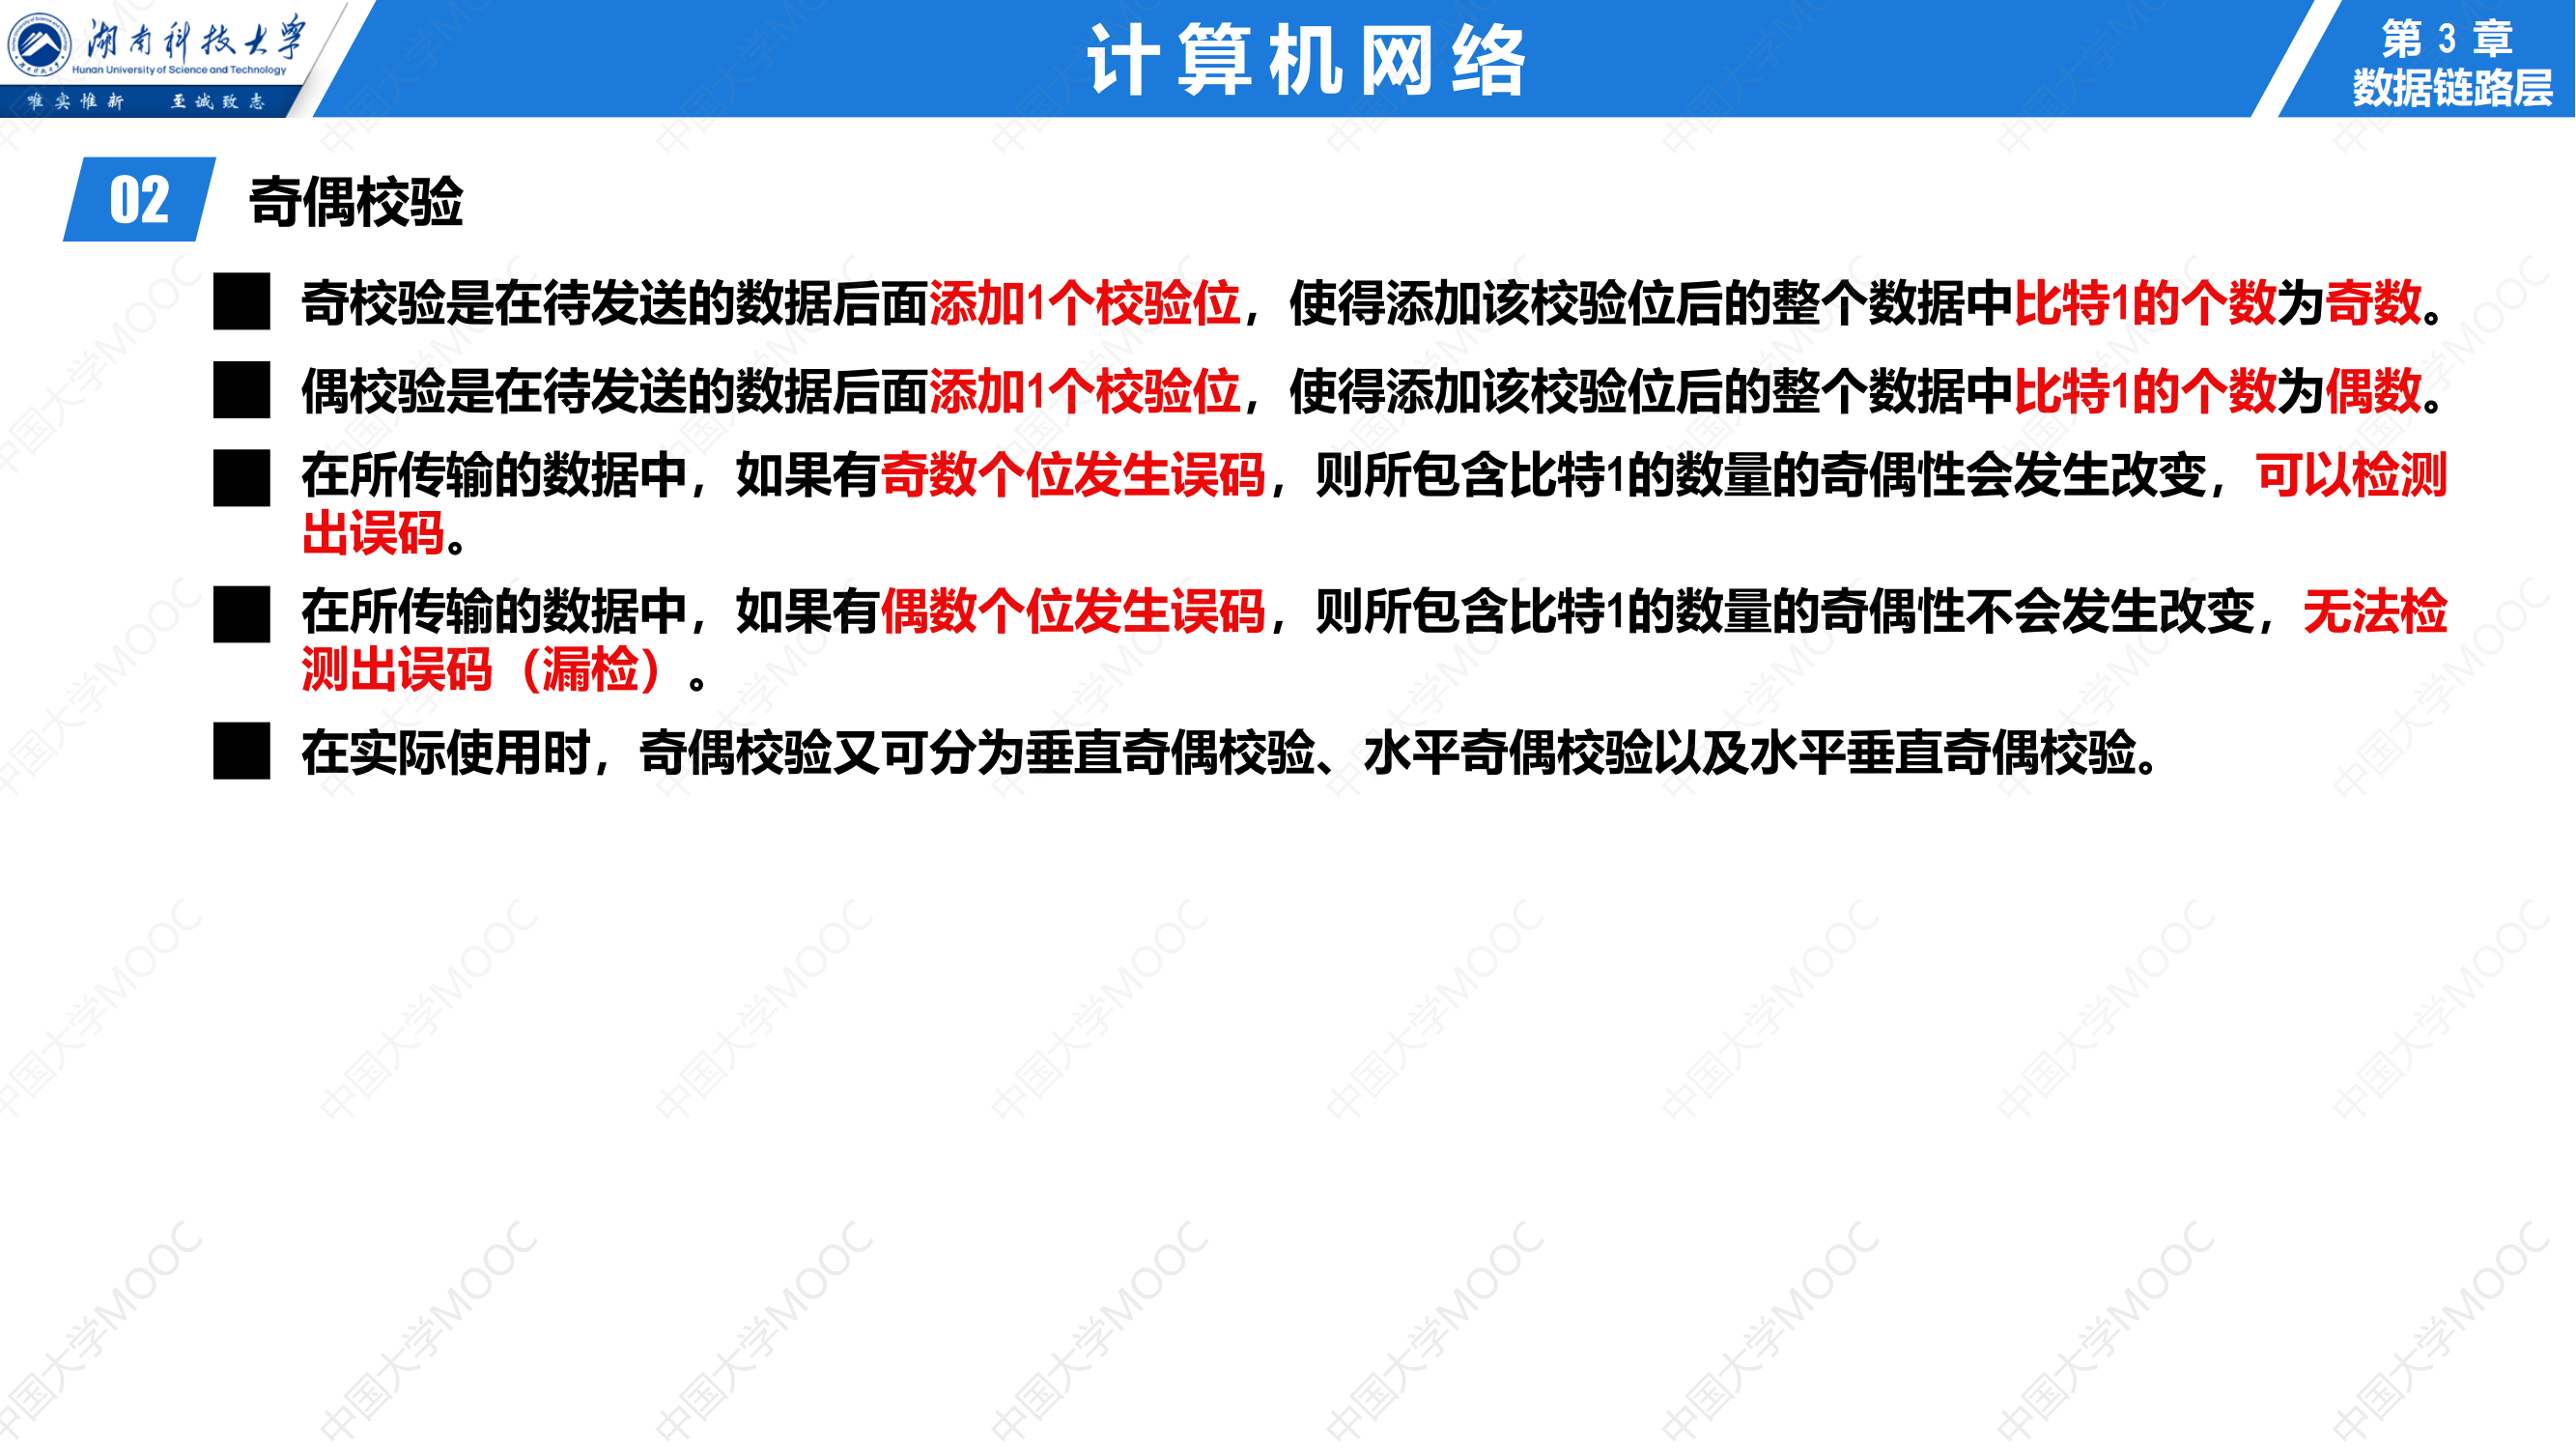 湖南科技大学
Hunan University of Science and Technology
唯实惟新 至诚致志
计算机网络
第 3 章
数据链路层
02 奇偶校验
奇校验是在待发送的数据后面添加1个校验位，使得添加该校验位后的整个数据中比特1的个数为奇数。
偶校验是在待发送的数据后面添加1个校验位，使得添加该校验位后的整个数据中比特1的个数为偶数。
在所传输的数据中，如果有奇数个位发生误码，则所包含比特1的数量的奇偶性会发生改变，可以检测
出误码。
在所传输的数据中，如果有偶数个位发生误码，则所包含比特1的数量的奇偶性不会发生改变，无法检
测出误码（漏检）。
在实际使用时，奇偶校验又可分为垂直奇偶校验、水平奇偶校验以及水平垂直奇偶校验。
中国大学MOOC